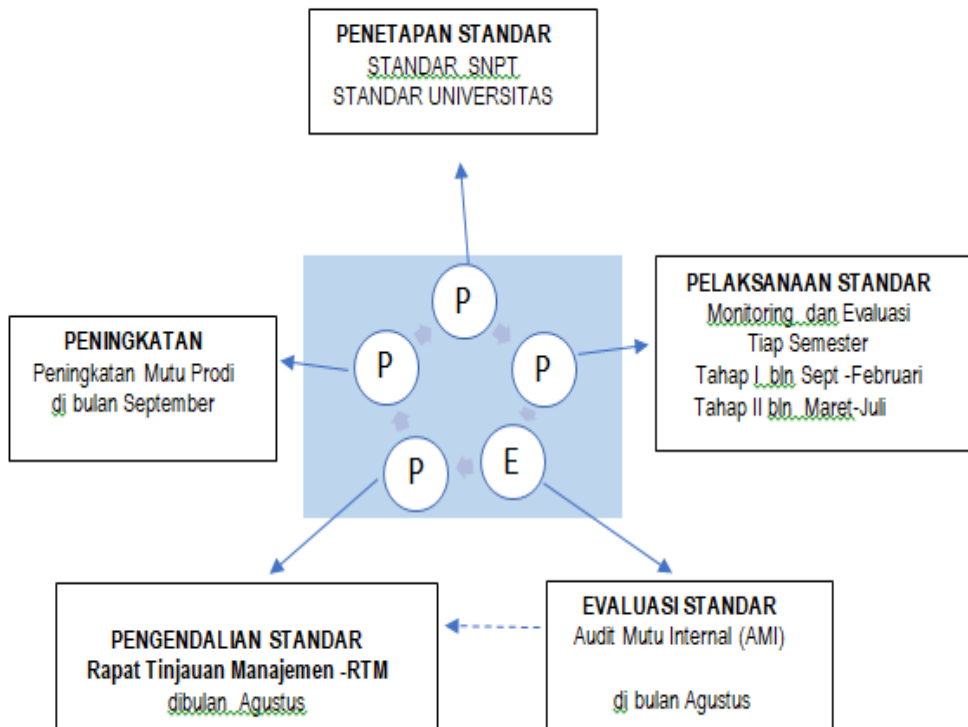 PENETAPAN STANDAR
STANDAR SNPT
STANDAR UNIVERSITAS
PELAKSANAAN STANDAR
Monitoring dan Evaluasi
Tiap Semester
Tahap I bln Sept -Februari
Tahap II bln Maret-Juli
PENINGKATAN
Peningkatan Mutu Prodi
di bulan September
P
P
P
P
E
PENGENDALIAN STANDAR
Rapat Tinjauan Manajemen -RTM
dibulan Agustus
EVALUASI STANDAR
Audit Mutu Internal (AMI)
di bulan Agustus